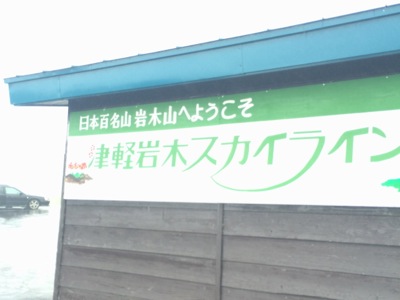 日本百名山 岩木山へようこそ
津軽岩木スカイライン